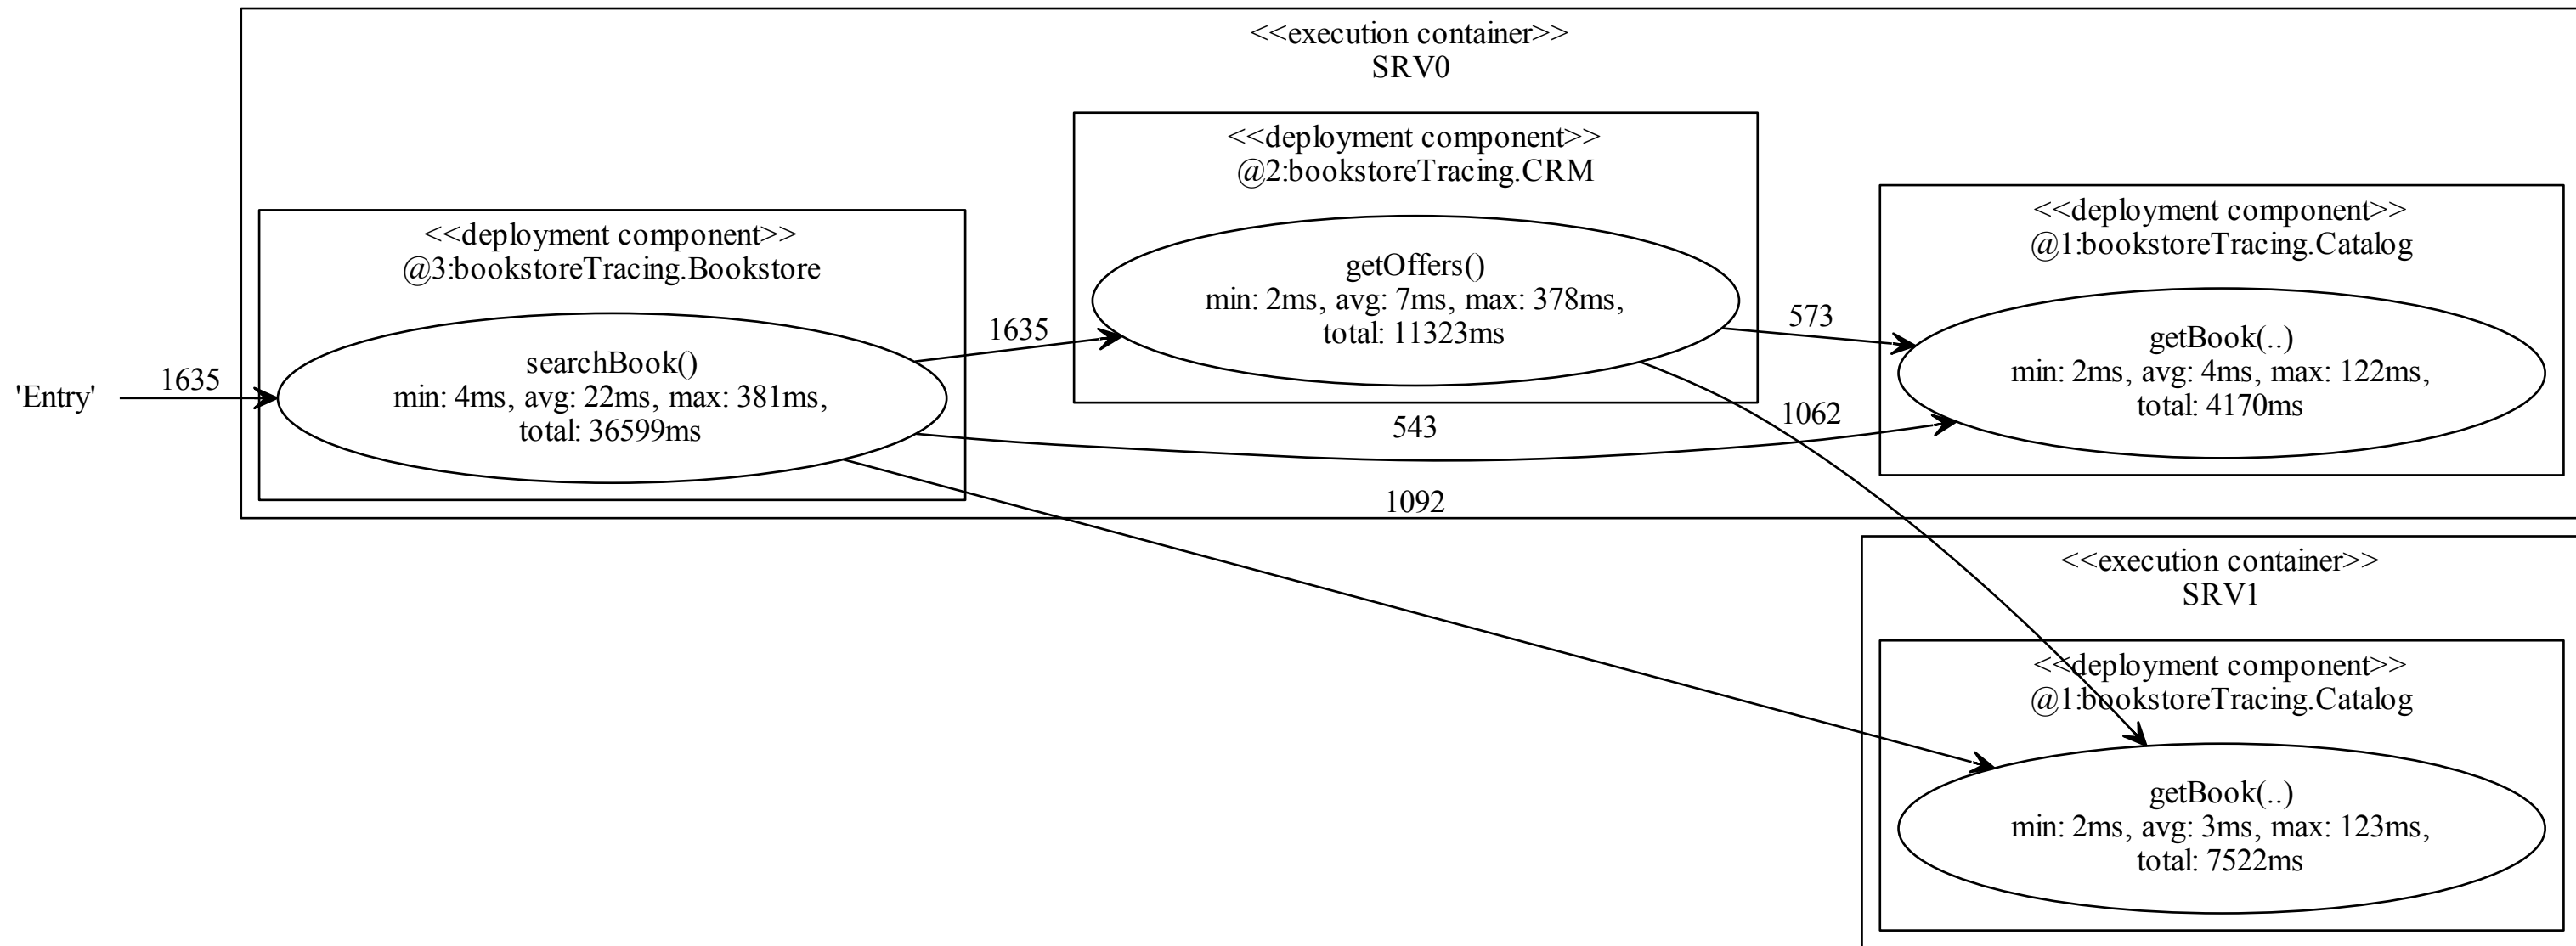 <<execution container>>
SRV0
<<deployment component>>
@2:bookstoreTracing.CRM
getOffers()
min: 2ms, avg: 7ms, max: 378ms,
total: 11323ms
<<deployment component>>
@1:bookstoreTracing.Catalog
getBook(..)
min: 2ms, avg: 4ms, max: 122ms,
total: 4170ms
<<deployment component>>
@3:bookstoreTracing.Bookstore
searchBook()
min: 4ms, avg: 22ms, max: 381ms,
total: 36599ms
'Entry'
1635
1635
573
543
1062
1092
<<execution container>>
SRV1
<<deployment component>>
@1:bookstoreTracing.Catalog
getBook(..)
min: 2ms, avg: 3ms, max: 123ms,
total: 7522ms